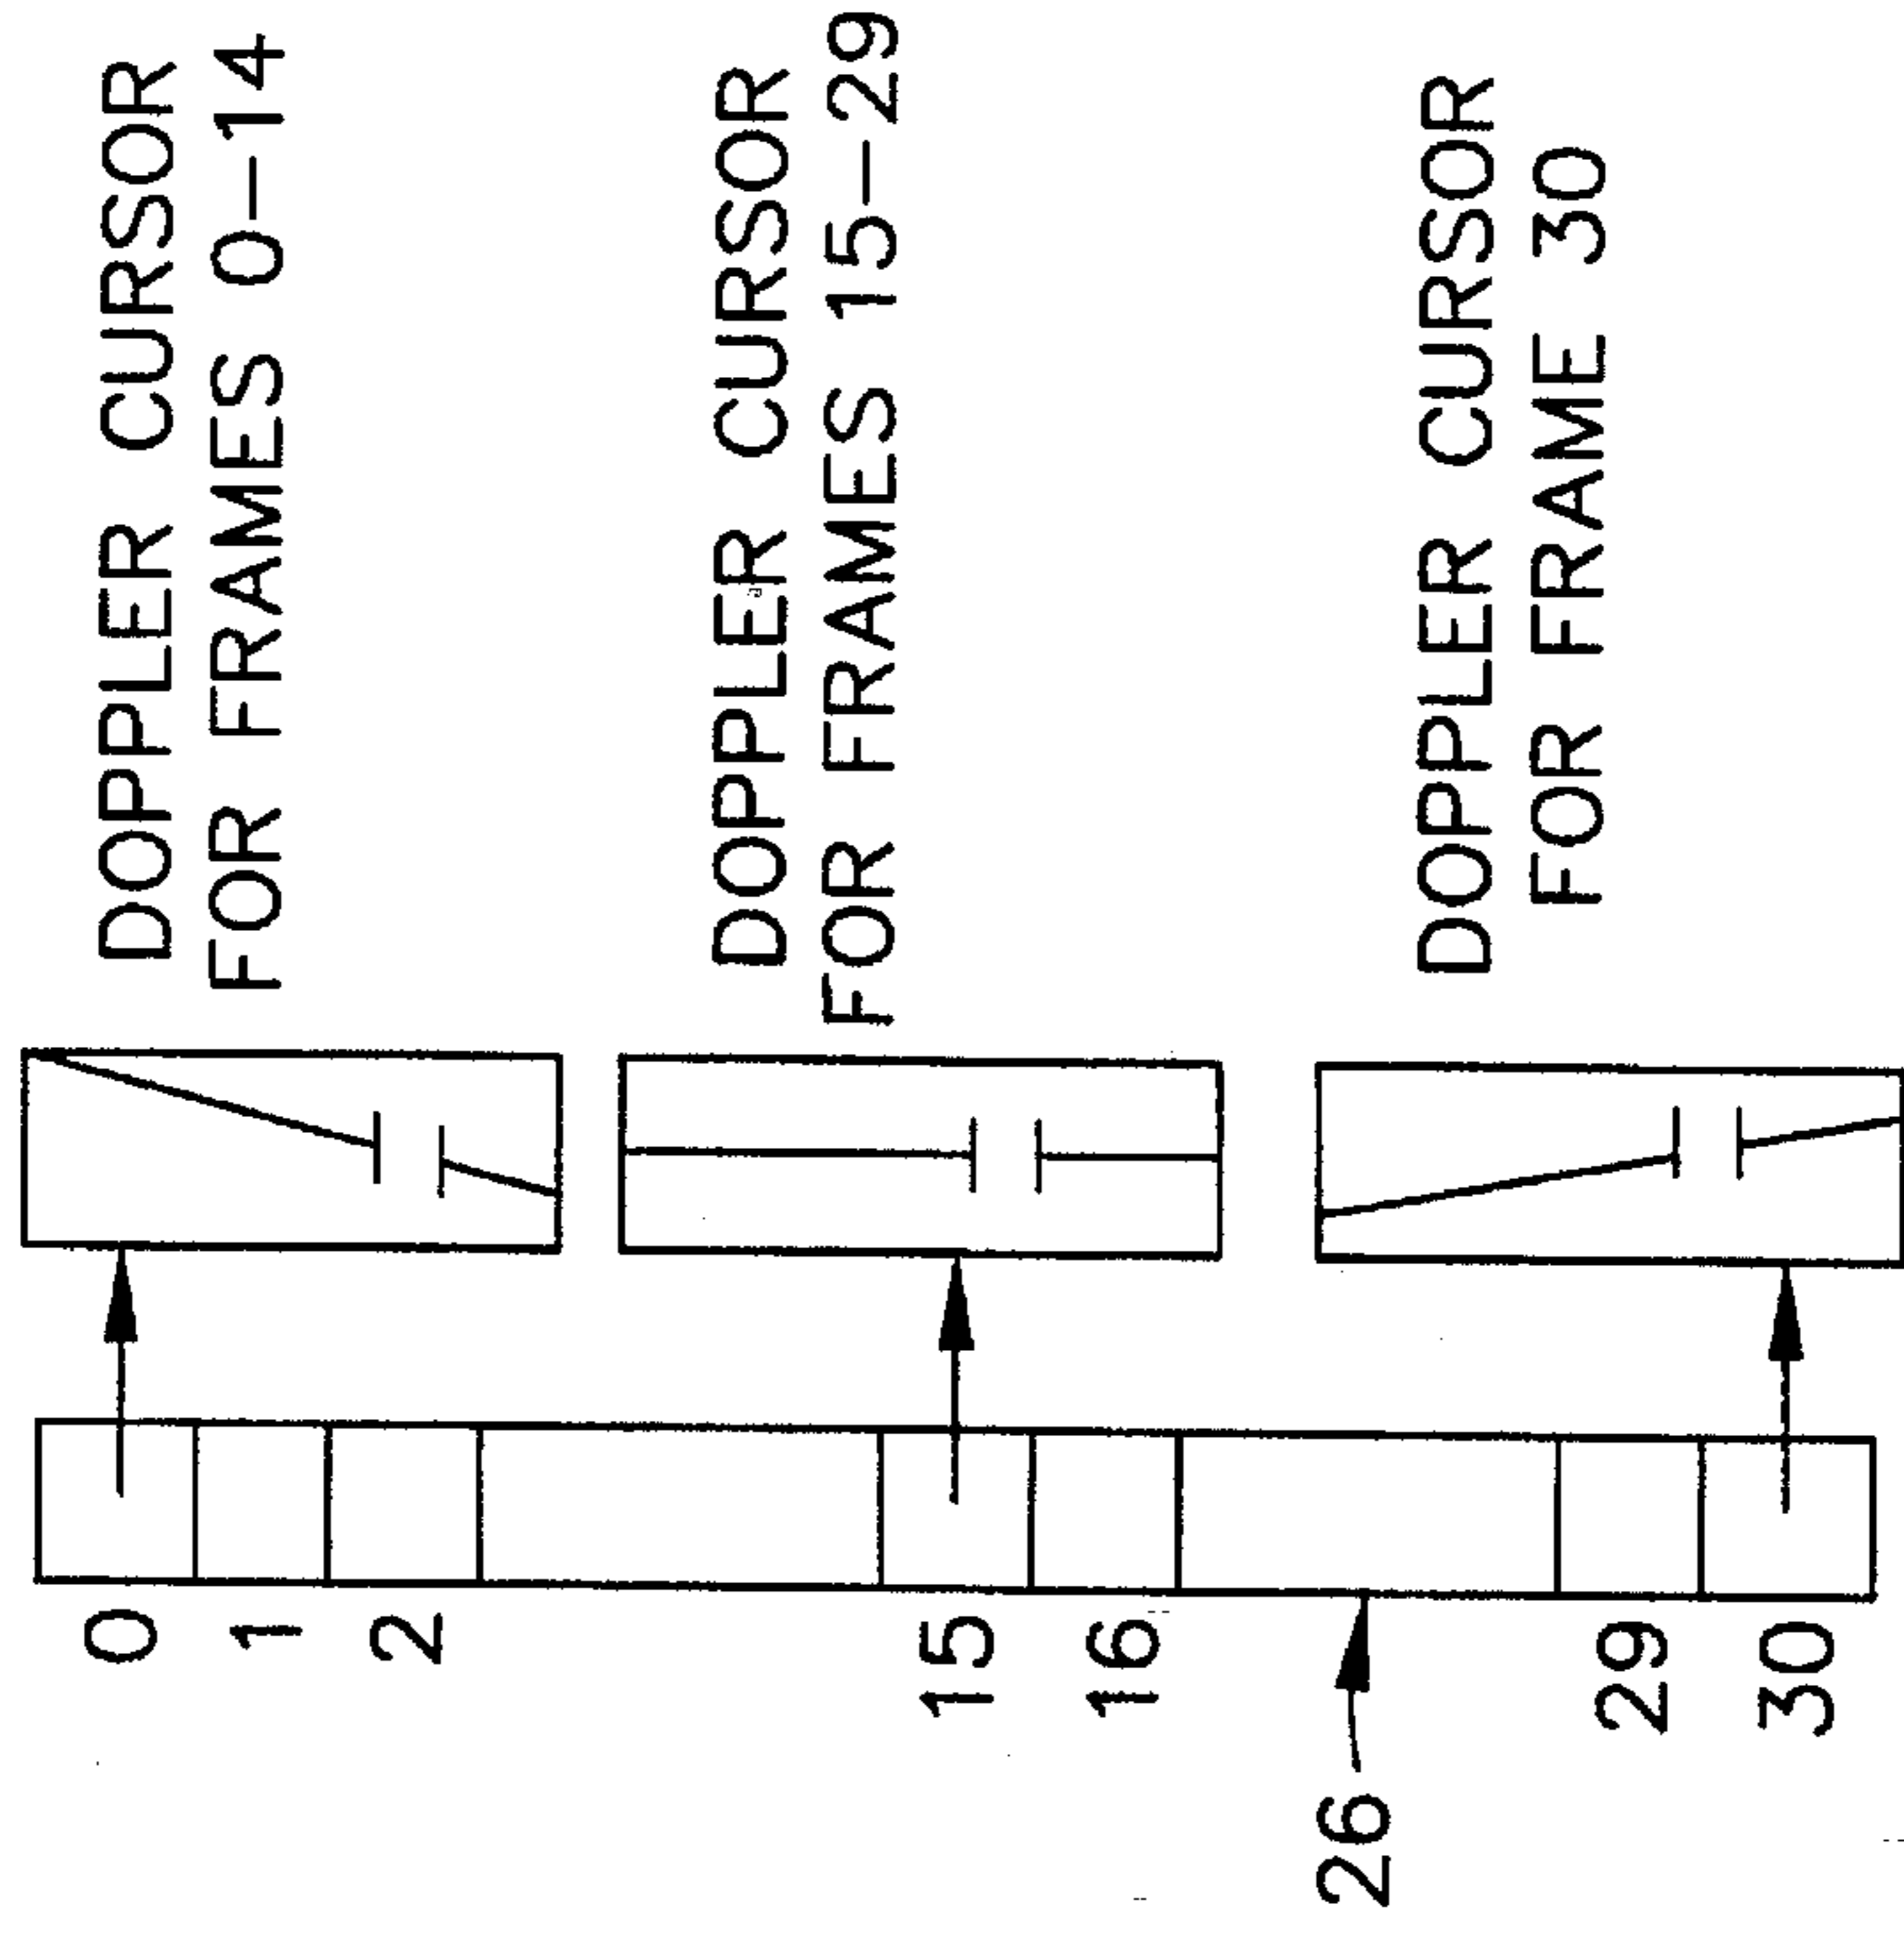 DOPPLER CURSOR
FOR FRAMES 0–14
DOPPLER CURSOR
FOR FRAMES 15–29
DOPPLER CURSOR
FOR FRAME 30
0
1
2
15
16
29
30
26